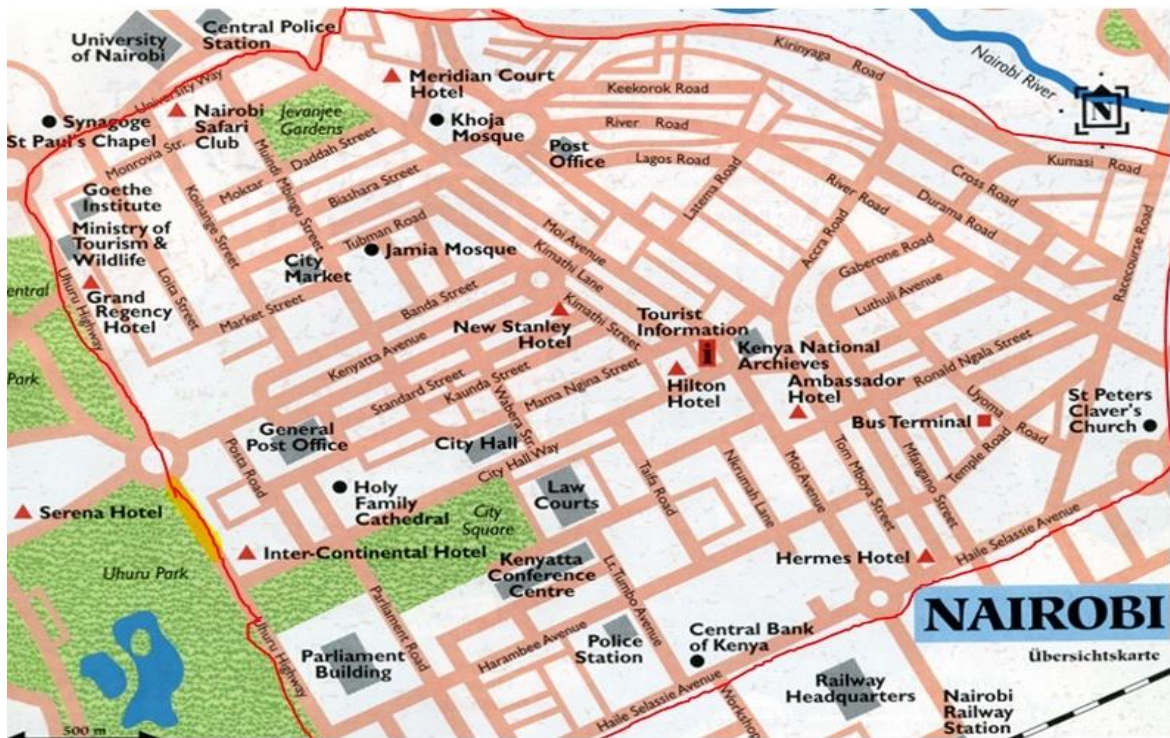 University
of Nairobi
Central Police
Station
University Way
Synagoge
St Paul's Chapel
Nairobi
Safari
Club
Monrovia Str.
Jevanjee
Gardens
Meridian Court
Hotel
Khoja
Mosque
Keekorok Road
River Road
Lagos Road
Post
Office
Kirinyaga Road
Nairobi River
N
Kumasi Road
Cross Road
Durama Road
River Road
Latema Road
Accra Road
Gaberone Road
Luthuli Avenue
Racecourse Road
Moktar Daddah Street
Biashara Street
Koinange Street
Tubman Road
Goethe
Institute
Ministry of
Tourism &
Wildlife
Grand
Regency
Hotel
Loita Street
Uhuru Highway
entral
Park
City
Market
Jamia Mosque
Moi Avenue
Kimathi Lane
Kimathi Street
Market Street
Banda Street
Kenyatta Avenue
New Stanley
Hotel
Tourist
Information
i
Kenya National
Archieves
Hilton
Hotel
Ambassador
Hotel
Ronald Ngala Street
Uyoma Road
Bus Terminal
Temple Road
St Peters
Claver's
Church
Standard Street
Kaunda Street
Wabera Str.
Mama Ngina Street
General
Post Office
Posta Road
City Hall
City Hall Way
Holy
Family
Cathedral
City
Square
Law
Courts
Taifa Road
Nkrumah Lane
Moi Avenue
Tom Mboya Street
Mfangano Street
Haile Selassie Avenue
Hermes Hotel
Serena Hotel
Inter-Continental Hotel
Uhuru Park
Uhuru Highway
Kenyatta
Conference
Centre
Parliament Road
Parliament
Building
Harambee Avenue
Lt. Tumbo Avenue
Police
Station
Central Bank
of Kenya
Haile Selassie Avenue
Railway
Headquarters
NAIROBI
Übersichtskarte
Nairobi
Railway
Station
500 m